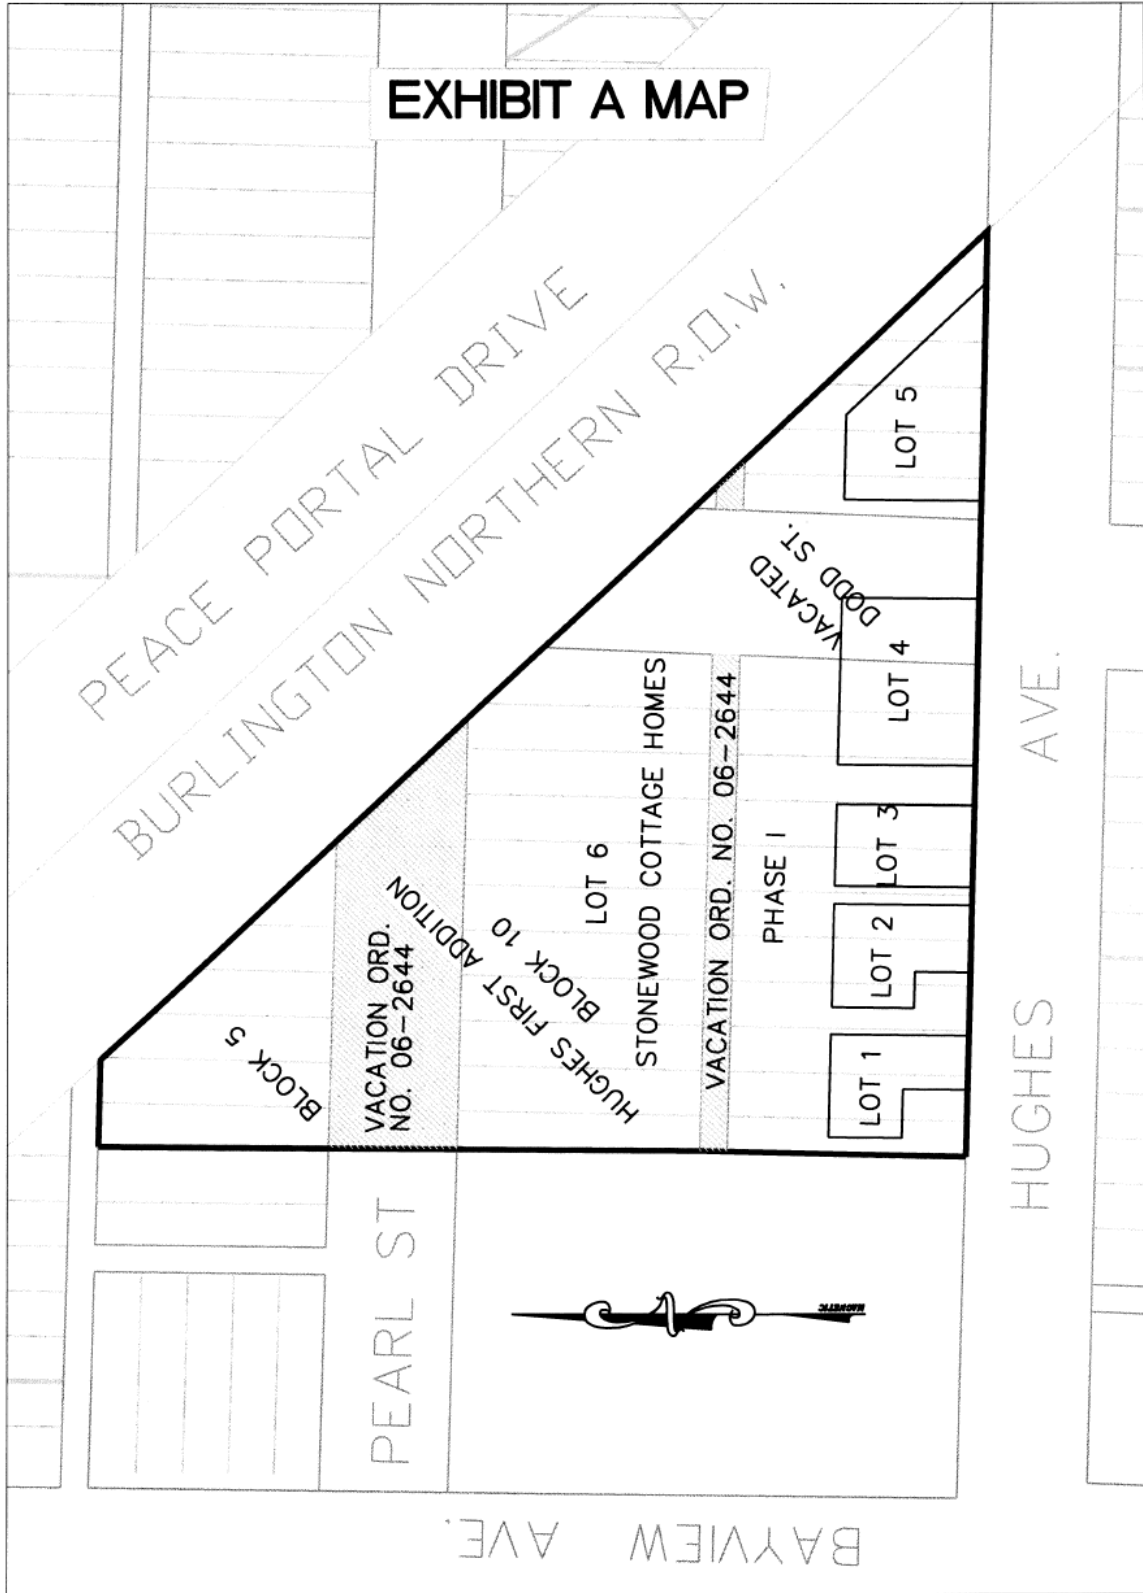 EXHIBIT A MAP
PEACE PORTAL DRIVE
BURLINGTON NORTHERN R.O.W.
BLOCK 5
VACATION ORD.
NO. 06-2644
HUGHES FIRST ADDITION
BLOCK 10
LOT 6
STONEWOOD COTTAGE HOMES
VACATION ORD. NO. 06-2644
PHASE I
VACATED
DODD ST.
LOT 1
LOT 2
LOT 3
LOT 4
LOT 5
PEARL ST
HUGHES AVE.
BAYVIEW AVE.
MAGNETIC